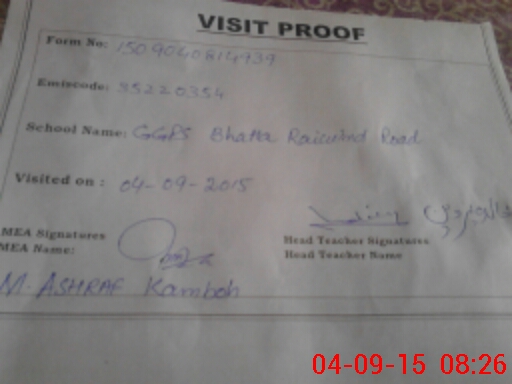 VISIT PROOF
Form No: 1509040814739
Emiscode: 35220354
School Name: GGPS Bhatta Raiwind Road
Visited on : 04-09-2015
MEA Signatures
Head Teacher Signatures
MEA Name:
Head Teacher Name
M. ASHRAF Kamboh
04-09-15 08:26